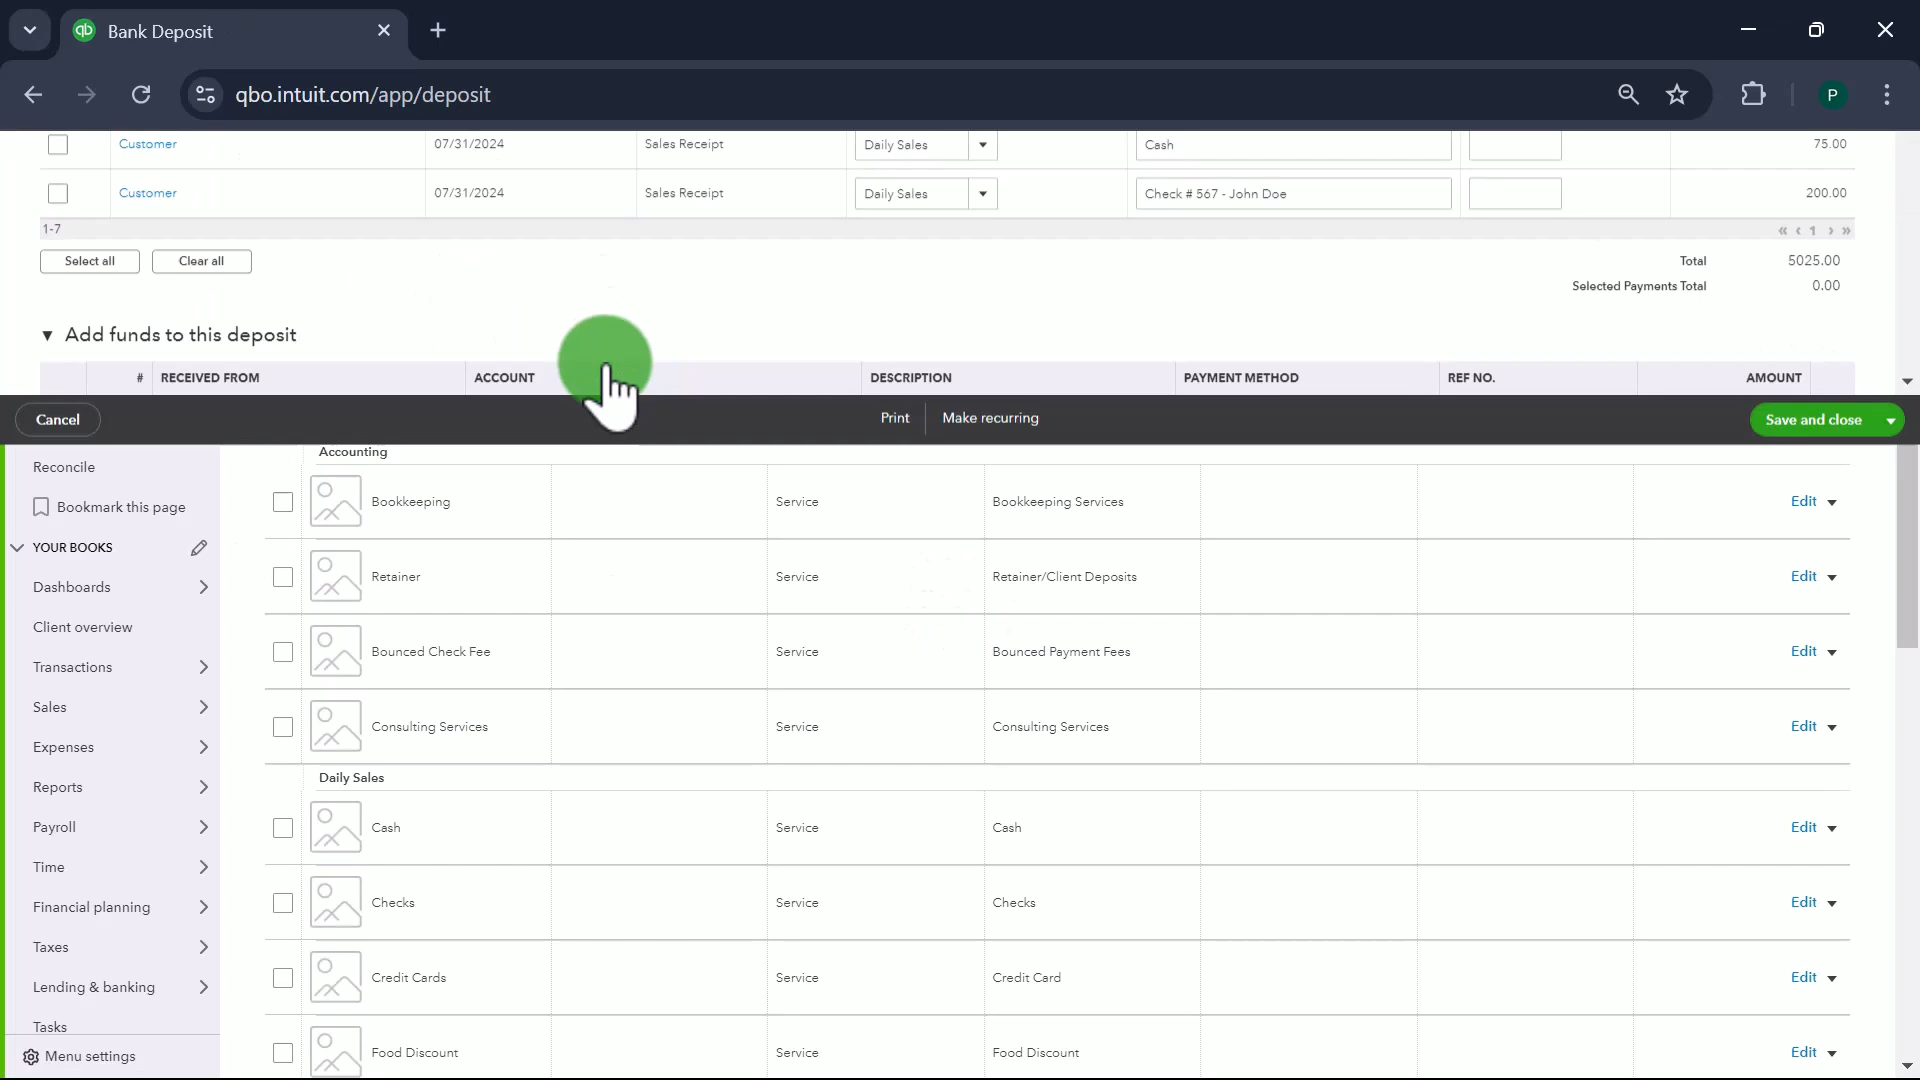 qb Bank Deposit
qbo.intuit.com/app/deposit
P
Customer 07/31/2024 Sales Receipt Daily Sales Cash 75.00
Customer 07/31/2024 Sales Receipt Daily Sales Check # 567 - John Doe 200.00
1-7 « ‹ 1 › »
Select all Clear all Total 5025.00
Selected Payments Total 0.00
Add funds to this deposit
# RECEIVED FROM ACCOUNT DESCRIPTION PAYMENT METHOD REF NO. AMOUNT
Cancel Print Make recurring Save and close
Reconcile
Bookmark this page
YOUR BOOKS
Dashboards
Client overview
Transactions
Sales
Expenses
Reports
Payroll
Time
Financial planning
Taxes
Lending & banking
Tasks
Menu settings
Accounting
Bookkeeping Service Bookkeeping Services Edit
Retainer Service Retainer/Client Deposits Edit
Bounced Check Fee Service Bounced Payment Fees Edit
Consulting Services Service Consulting Services Edit
Daily Sales
Cash Service Cash Edit
Checks Service Checks Edit
Credit Cards Service Credit Card Edit
Food Discount Service Food Discount Edit